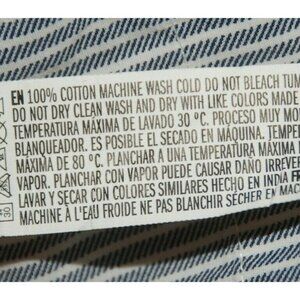 EN 100% COTTON MACHINE WASH COLD DO NOT BLEACH TUM
DO NOT DRY CLEAN WASH AND DRY WITH LIKE COLORS MADE
TEMPERATURA MÁXIMA DE LAVADO 30 °C. PROCESO MUY MO
BLANQUEADOR. ES POSIBLE EL SECADO EN MÁQUINA. TEMP
MÁXIMA DE 80 °C. PLANCHAR A UNA TEMPERATURA MÁXIMA
VAPOR. PLANCHAR CON VAPOR PUEDE CAUSAR DAÑO IRREVE
LAVAR Y SECAR CON COLORES SIMILARES HECHO EN INDIA FR
MACHINE À L'EAU FROIDE NE PAS BLANCHIR SÉCHER EN MA
30